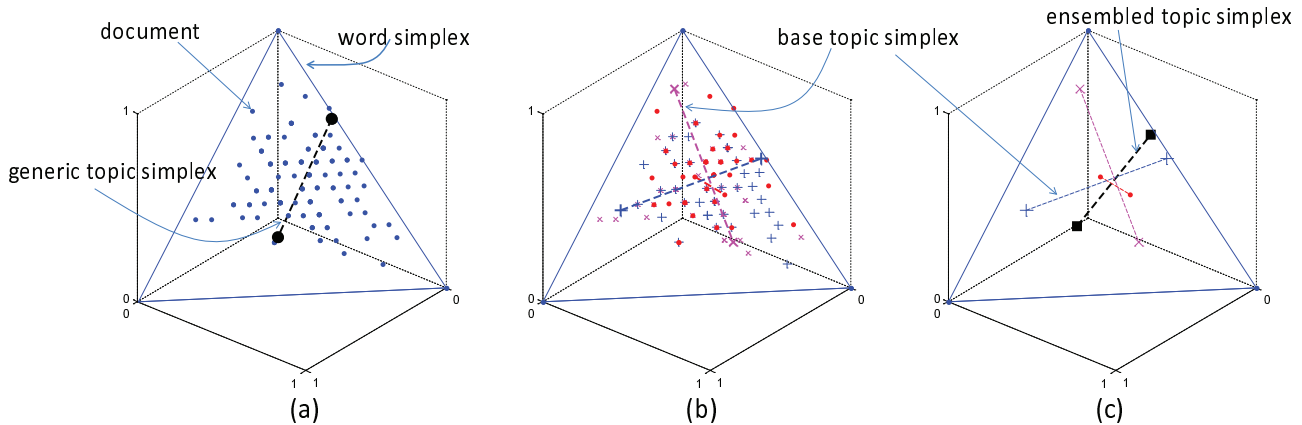 document
word simplex
generic topic simplex
1
0
0
0
1 1
(a)
base topic simplex
1
0
0
0
1 1
(b)
ensembled topic simplex
1
0
0
0
1 1
(c)